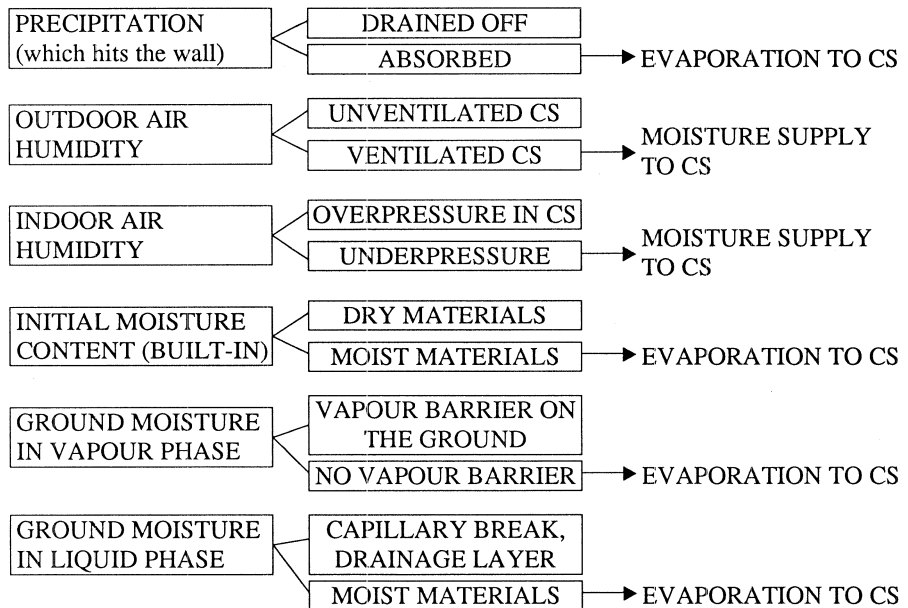 PRECIPITATION
(which hits the wall)
DRAINED OFF
ABSORBED
EVAPORATION TO CS
OUTDOOR AIR
HUMIDITY
UNVENTILATED CS
VENTILATED CS
MOISTURE SUPPLY
TO CS
INDOOR AIR
HUMIDITY
OVERPRESSURE IN CS
UNDERPRESSURE
MOISTURE SUPPLY
TO CS
INITIAL MOISTURE
CONTENT (BUILT-IN)
DRY MATERIALS
MOIST MATERIALS
EVAPORATION TO CS
GROUND MOISTURE
IN VAPOUR PHASE
VAPOUR BARRIER ON
THE GROUND
NO VAPOUR BARRIER
EVAPORATION TO CS
GROUND MOISTURE
IN LIQUID PHASE
CAPILLARY BREAK,
DRAINAGE LAYER
MOIST MATERIALS
EVAPORATION TO CS